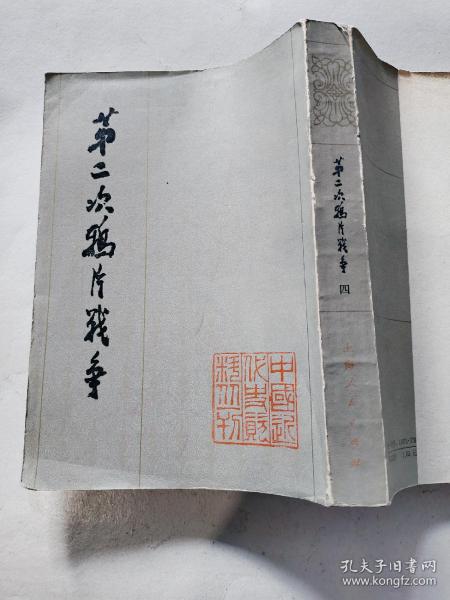 第二次鸦片战争
中國近
代史資
料叢刊
第二次鸦片战争
四
上海人民出版社
孔夫子旧书网
www.kongfz.com